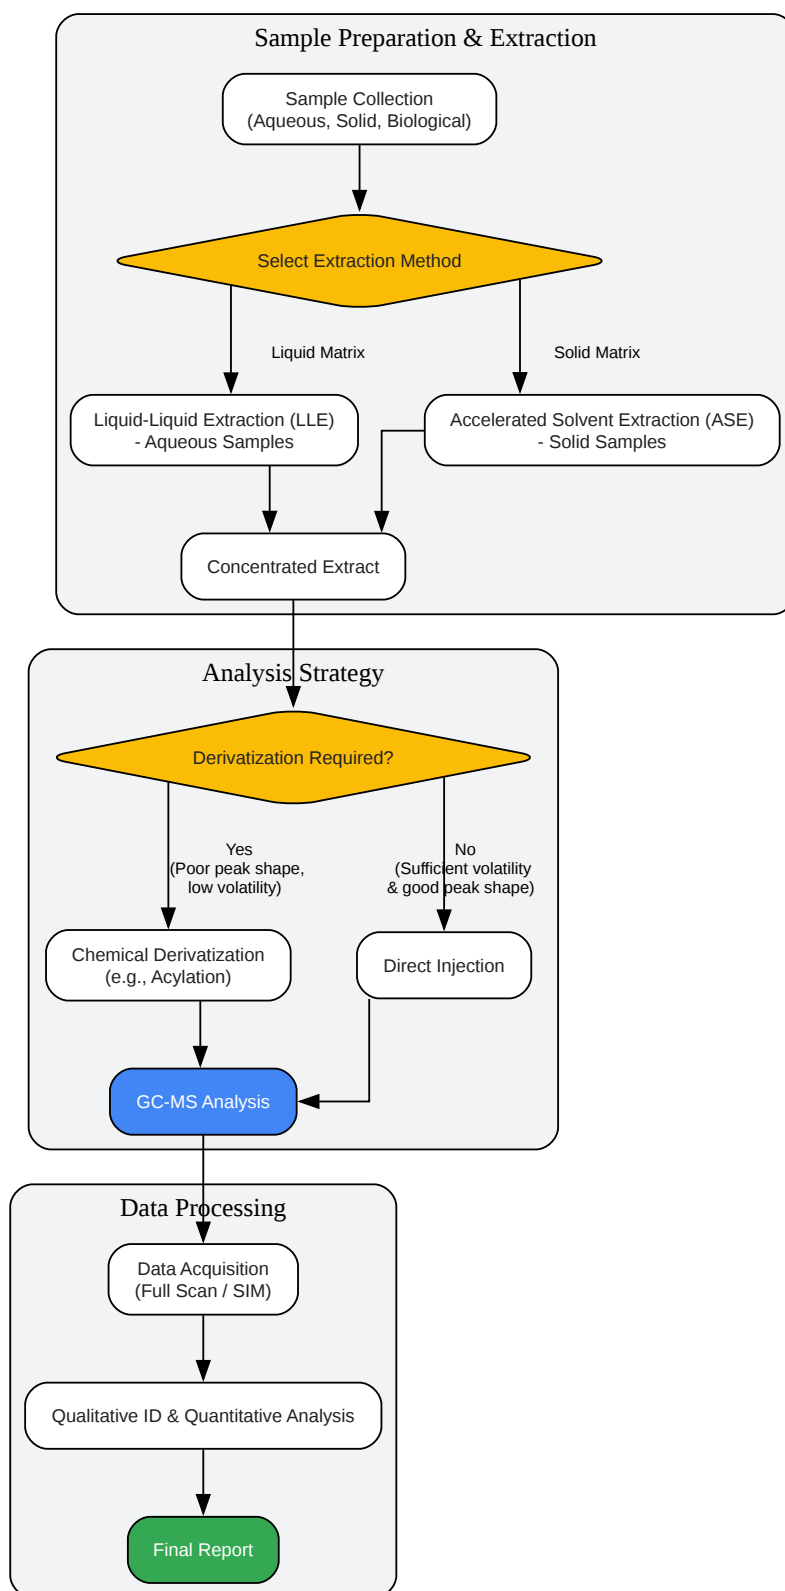 Sample Preparation & Extraction
Sample Collection
(Aqueous, Solid, Biological)
Select Extraction Method
Liquid Matrix
Solid Matrix
Liquid-Liquid Extraction (LLE)
- Aqueous Samples
Accelerated Solvent Extraction (ASE)
- Solid Samples
Concentrated Extract
Analysis Strategy
Derivatization Required?
Yes
(Poor peak shape,
low volatility)
No
(Sufficient volatility
& good peak shape)
Chemical Derivatization
(e.g., Acylation)
Direct Injection
GC-MS Analysis
Data Processing
Data Acquisition
(Full Scan / SIM)
Qualitative ID & Quantitative Analysis
Final Report